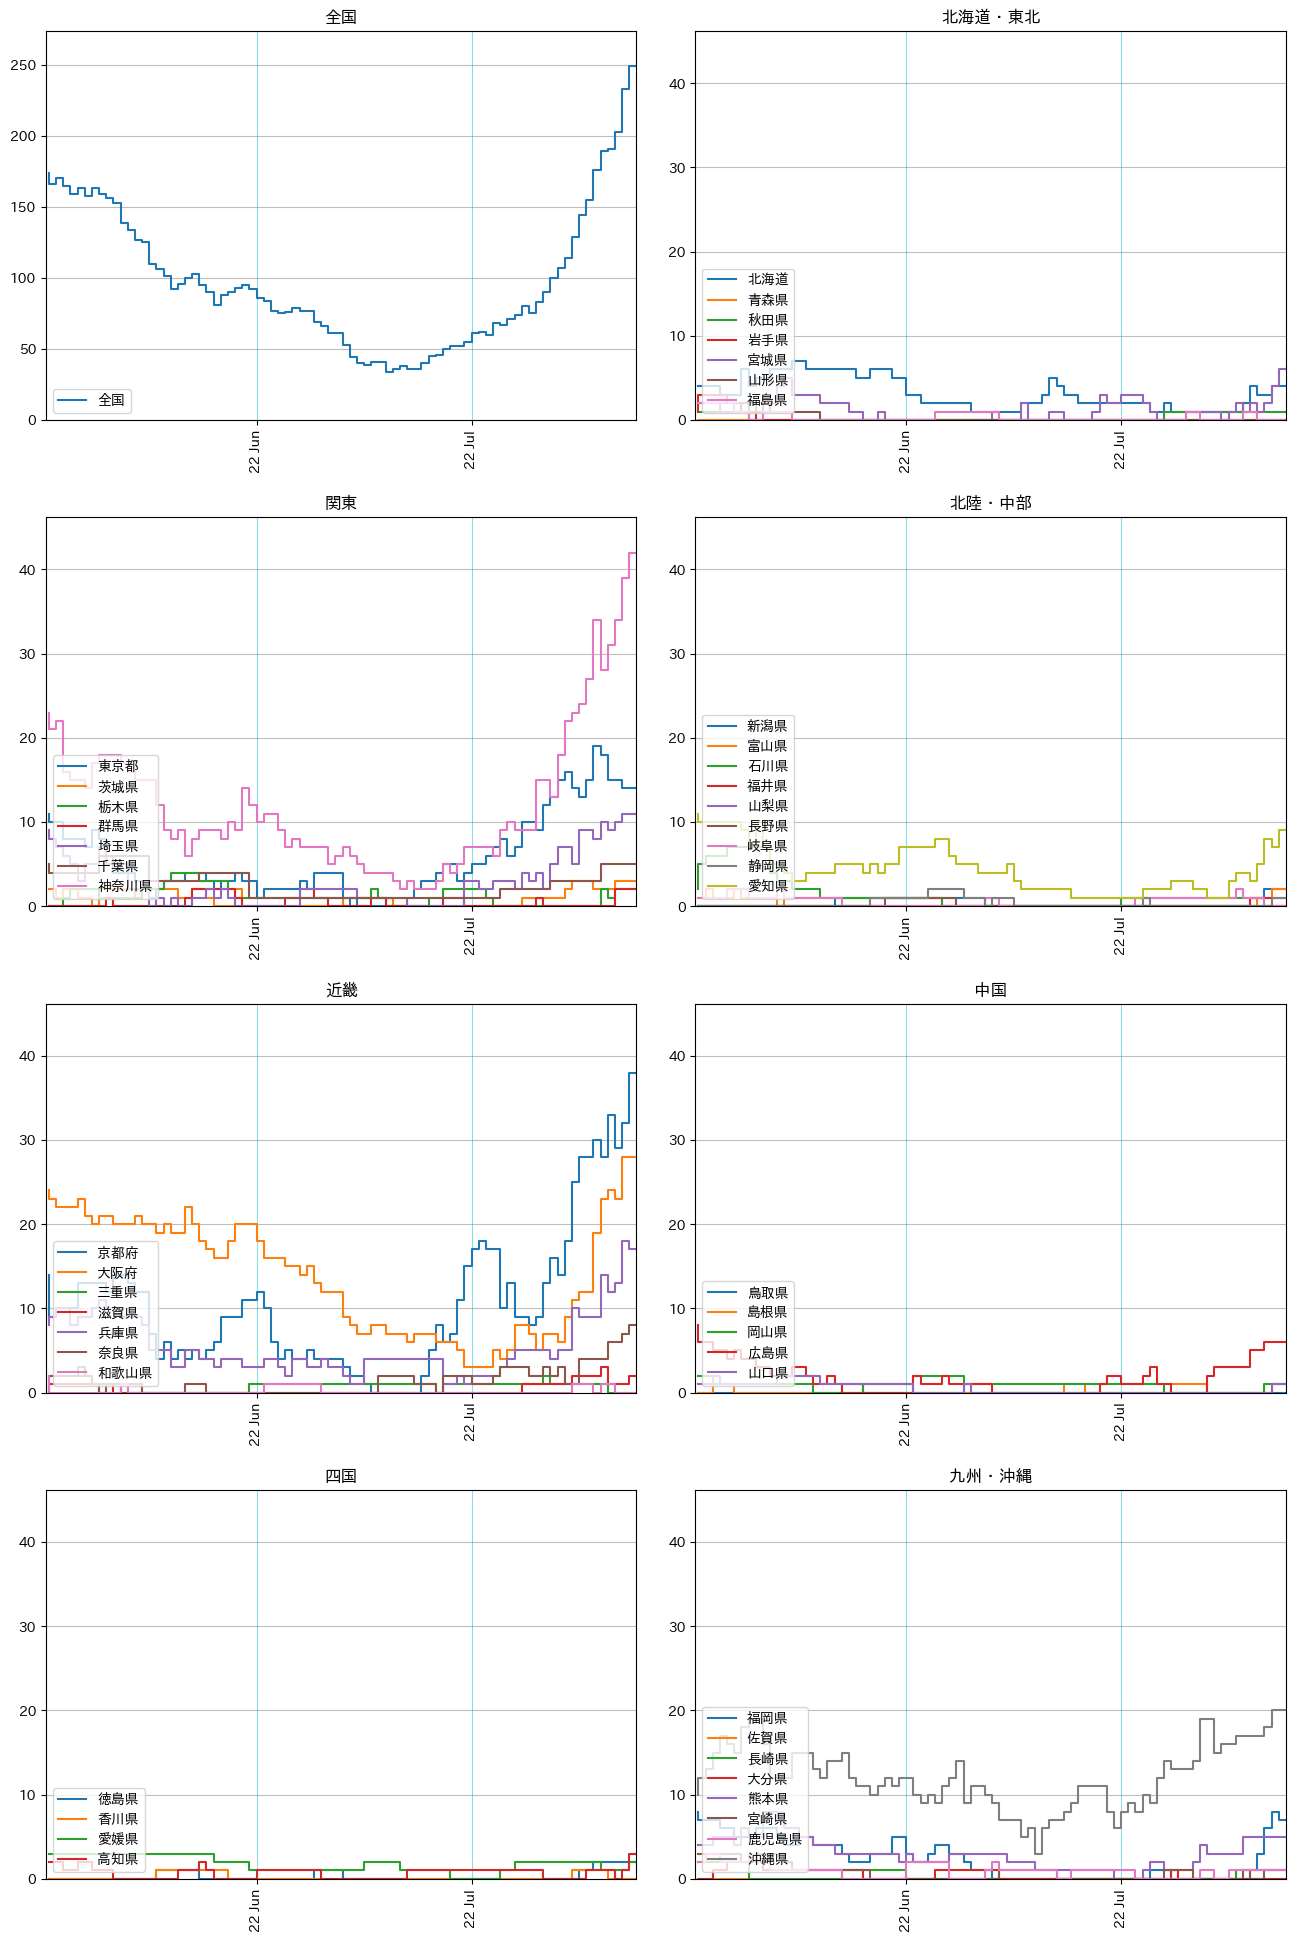 全国
250
200
150
100
50
0
全国
22 Jun
22 Jul
北海道・東北
40
30
20
10
0
北海道
青森県
秋田県
岩手県
宮城県
山形県
福島県
22 Jun
22 Jul
関東
40
30
20
10
0
東京都
茨城県
栃木県
群馬県
埼玉県
千葉県
神奈川県
22 Jun
22 Jul
北陸・中部
40
30
20
10
0
新潟県
富山県
石川県
福井県
山梨県
長野県
岐阜県
静岡県
愛知県
22 Jun
22 Jul
近畿
40
30
20
10
0
京都府
大阪府
三重県
滋賀県
兵庫県
奈良県
和歌山県
22 Jun
22 Jul
中国
40
30
20
10
0
鳥取県
島根県
岡山県
広島県
山口県
22 Jun
22 Jul
四国
40
30
20
10
0
徳島県
香川県
愛媛県
高知県
22 Jun
22 Jul
九州・沖縄
40
30
20
10
0
福岡県
佐賀県
長崎県
大分県
熊本県
宮崎県
鹿児島県
沖縄県
22 Jun
22 Jul